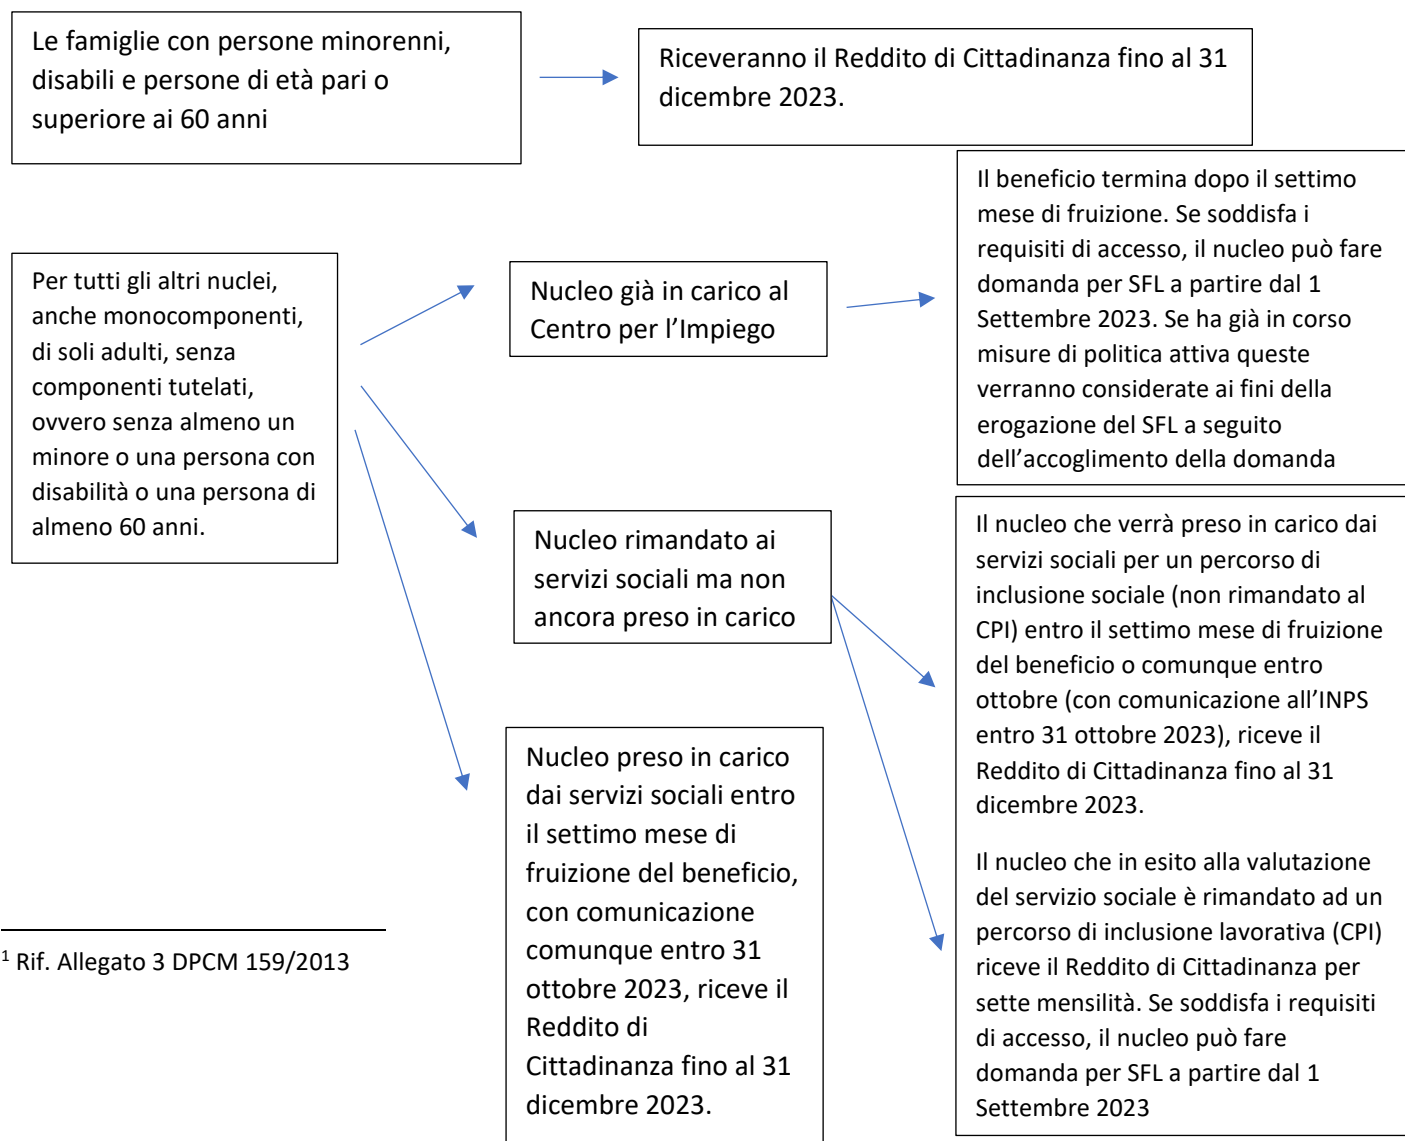 Le famiglie con persone minorenni,
disabili e persone di età pari o
superiore ai 60 anni
Riceveranno il Reddito di Cittadinanza fino al 31
dicembre 2023.
Per tutti gli altri nuclei,
anche monocomponenti,
di soli adulti, senza
componenti tutelati,
ovvero senza almeno un
minore o una persona con
disabilità o una persona di
almeno 60 anni.
Nucleo già in carico al
Centro per l’Impiego
Il beneficio termina dopo il settimo
mese di fruizione. Se soddisfa i
requisiti di accesso, il nucleo può fare
domanda per SFL a partire dal 1
Settembre 2023. Se ha già in corso
misure di politica attiva queste
verranno considerate ai fini della
erogazione del SFL a seguito
dell’accoglimento della domanda
Nucleo rimandato ai
servizi sociali ma non
ancora preso in carico
Il nucleo che verrà preso in carico dai
servizi sociali per un percorso di
inclusione sociale (non rimandato al
CPI) entro il settimo mese di fruizione
del beneficio o comunque entro
ottobre (con comunicazione all’INPS
entro 31 ottobre 2023), riceve il
Reddito di Cittadinanza fino al 31
dicembre 2023.
Il nucleo che in esito alla valutazione
del servizio sociale è rimandato ad un
percorso di inclusione lavorativa (CPI)
riceve il Reddito di Cittadinanza per
sette mensilità. Se soddisfa i requisiti
di accesso, il nucleo può fare
domanda per SFL a partire dal 1
Settembre 2023
Nucleo preso in carico
dai servizi sociali entro
il settimo mese di
fruizione del beneficio,
con comunicazione
comunque entro 31
ottobre 2023, riceve il
Reddito di
Cittadinanza fino al 31
dicembre 2023.
¹ Rif. Allegato 3 DPCM 159/2013